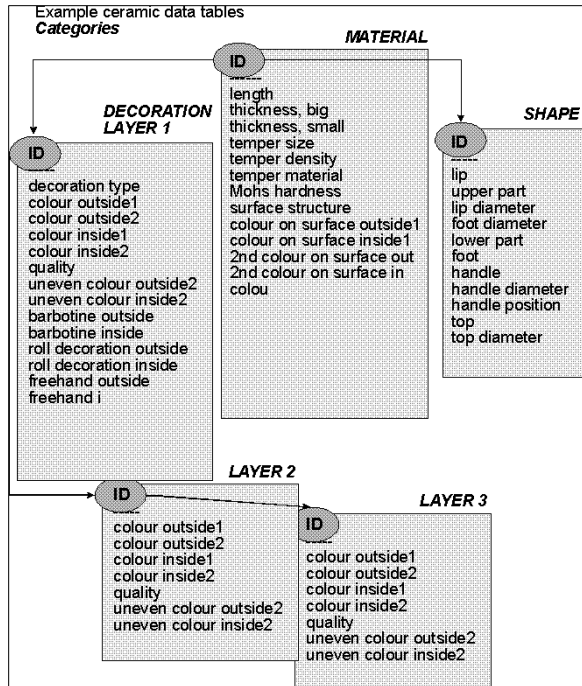 Example ceramic data tables
Categories
MATERIAL
ID
length
thickness, big
thickness, small
temper size
temper density
temper material
Mohs hardness
surface structure
colour on surface outside1
colour on surface inside1
2nd colour on surface out
2nd colour on surface in
colou
DECORATION
LAYER 1
ID
decoration type
colour outside1
colour outside2
colour inside1
colour inside2
quality
uneven colour outside2
uneven colour inside2
barbotine outside
barbotine inside
roll decoration outside
roll decoration inside
freehand outside
freehand i
SHAPE
ID
lip
upper part
lip diameter
foot diameter
lower part
foot
handle
handle diameter
handle position
top
top diameter
LAYER 2
ID
colour outside1
colour outside2
colour inside1
colour inside2
quality
uneven colour outside2
uneven colour inside2
LAYER 3
ID
colour outside1
colour outside2
colour inside1
colour inside2
quality
uneven colour outside2
uneven colour inside2